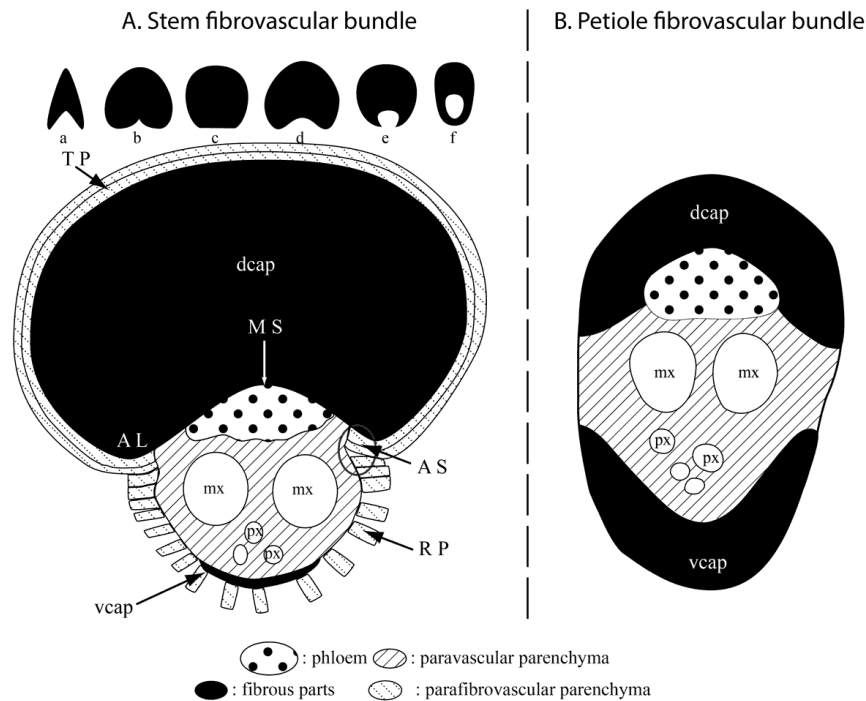 A. Stem fibrovascular bundle
B. Petiole fibrovascular bundle
a b c d e f
T P
dcap
M S
A L
A S
mx mx
px
px
R P
vcap
dcap
mx mx
px
px
vcap
: phloem : paravascular parenchyma
: fibrous parts : parafibrovascular parenchyma